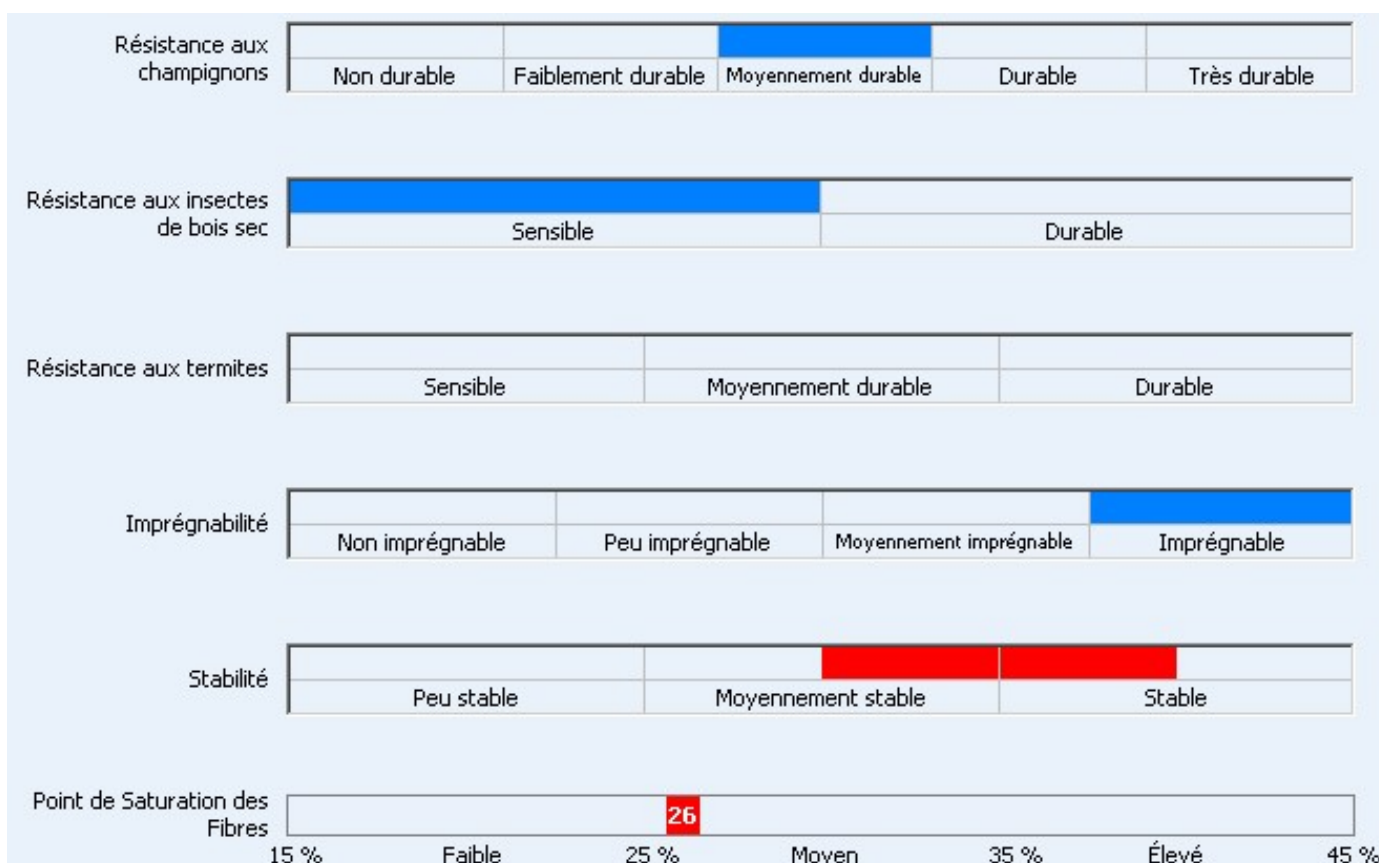 Résistance aux
champignons
Non durable Faiblement durable Moyennement durable Durable Très durable
Résistance aux insectes
de bois sec
Sensible Durable
Résistance aux termites
Sensible Moyennement durable Durable
Imprégnabilité
Non imprégnable Peu imprégnable Moyennement imprégnable Imprégnable
Stabilité
Peu stable Moyennement stable Stable
Point de Saturation des
Fibres
26
15 % Faible 25 % Moyen 35 % Élevé 45 %